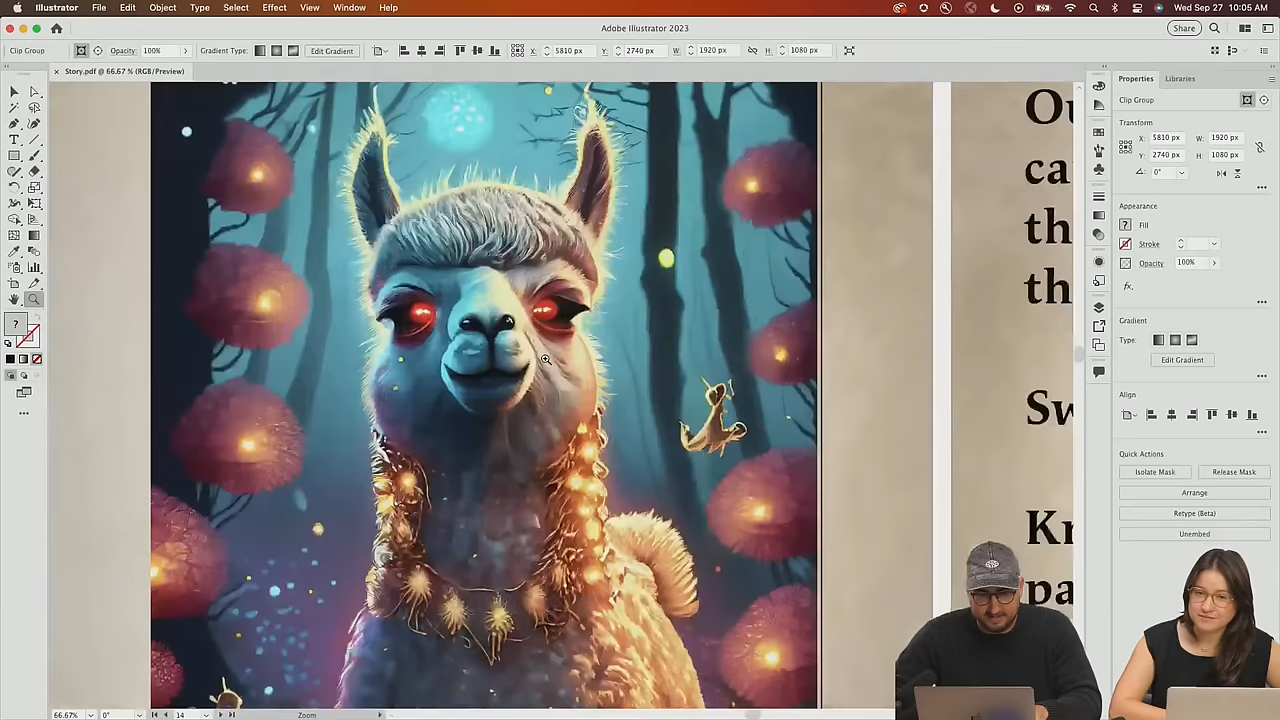 Illustrator File Edit Object Type Select Effect View Window Help
Wed Sep 27 10:05 AM
Adobe Illustrator 2023
Share
Clip Group
Opacity: 100%
Gradient Type:
Edit Gradient
X: 5810 px
Y: 2740 px
W: 1920 px
H: 1080 px
× Story.pdf @ 66.67 % (RGB/Preview)
Properties
Libraries
Clip Group
Transform
X: 5810 px
W: 1920 px
Y: 2740 px
H: 1080 px
0°
Appearance
? Fill
Stroke
Opacity 100%
fx.
Gradient
Type:
Edit Gradient
Align
Quick Actions
Isolate Mask
Release Mask
Arrange
Retype (Beta)
Unembed
?
Ou
ca
th
th
Sw
Kr
pa
66.67%
0°
14
Zoom